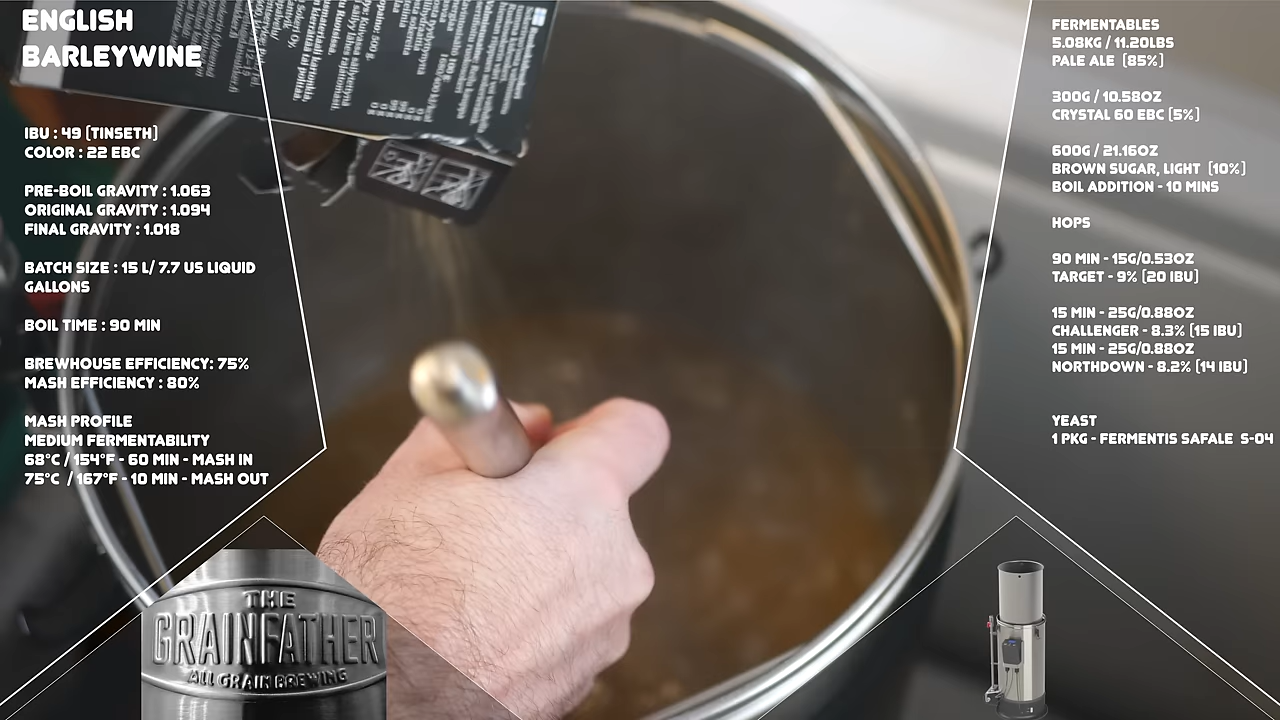 ENGLISH
BARLEYWINE
IBU : 49 (TINSETH)
COLOR : 22 EBC
PRE-BOIL GRAVITY : 1.063
ORIGINAL GRAVITY : 1.094
FINAL GRAVITY : 1.018
BATCH SIZE : 15 L/ 7.7 US LIQUID
GALLONS
BOIL TIME : 90 MIN
BREWHOUSE EFFICIENCY: 75%
MASH EFFICIENCY : 80%
MASH PROFILE
MEDIUM FERMENTABILITY
68°C / 154°F - 60 MIN - MASH IN
75°C / 167°F - 10 MIN - MASH OUT
THE
GRAINFATHER
ALL GRAIN BREWING
FERMENTABLES
5.08KG / 11.20LBS
PALE ALE (85%)
300G / 10.58OZ
CRYSTAL 60 EBC (5%)
600G / 21.16OZ
BROWN SUGAR, LIGHT (10%)
BOIL ADDITION - 10 MINS
HOPS
90 MIN - 15G/0.53OZ
TARGET - 9% (20 IBU)
15 MIN - 25G/0.88OZ
CHALLENGER - 8.3% (15 IBU)
15 MIN - 25G/0.88OZ
NORTHDOWN - 8.2% (14 IBU)
YEAST
1 PKG - FERMENTIS SAFALE S-04